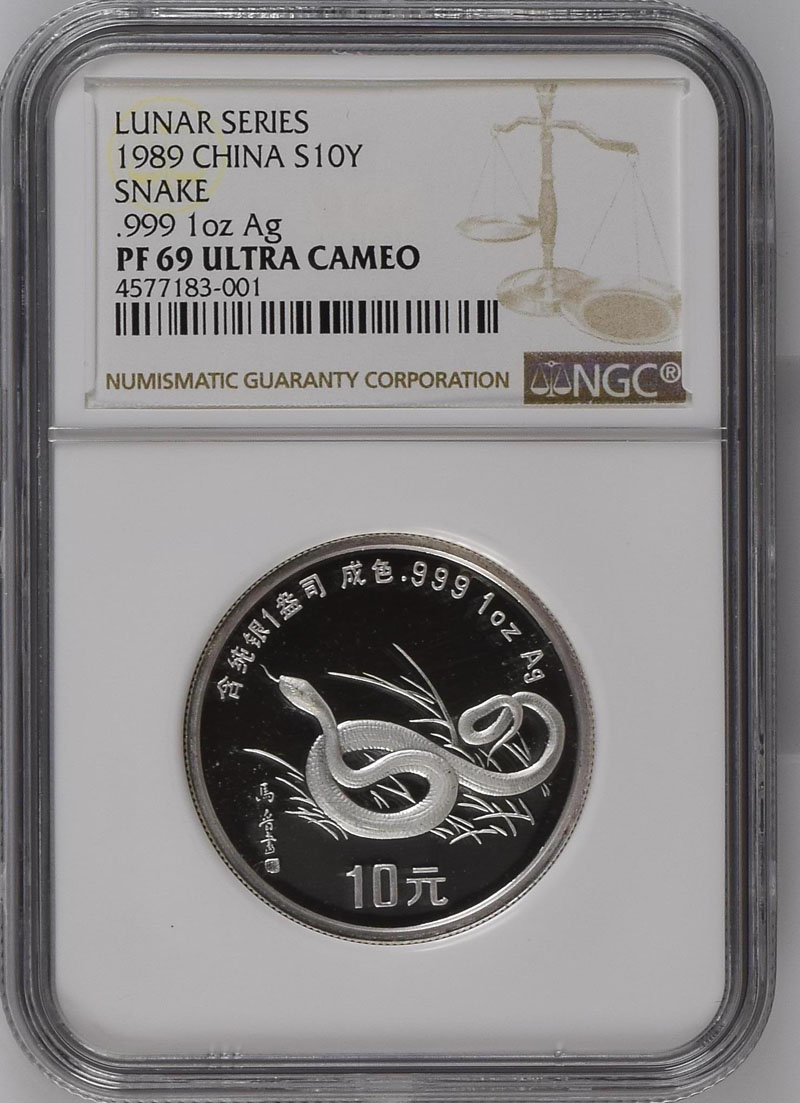 LUNAR SERIES
1989 CHINA S10Y
SNAKE
.999 1oz Ag
PF 69 ULTRA CAMEO
4577183-001
NUMISMATIC GUARANTY CORPORATION
NGC®
含纯银1盎司 成色.999 1oz Ag
10元